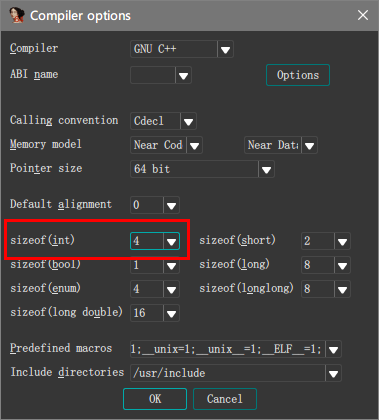 Compiler options
Compiler GNU C++
ABI name Options
Calling convention Cdecl
Memory model Near Cod Near Data
Pointer size 64 bit
Default alignment 0
sizeof(int) 4 sizeof(short) 2
sizeof(bool) 1 sizeof(long) 8
sizeof(enum) 4 sizeof(longlong) 8
sizeof(long double) 16
Predefined macros 1;__unix=1;__unix__=1;__ELF__=1;
Include directories /usr/include
OK Cancel